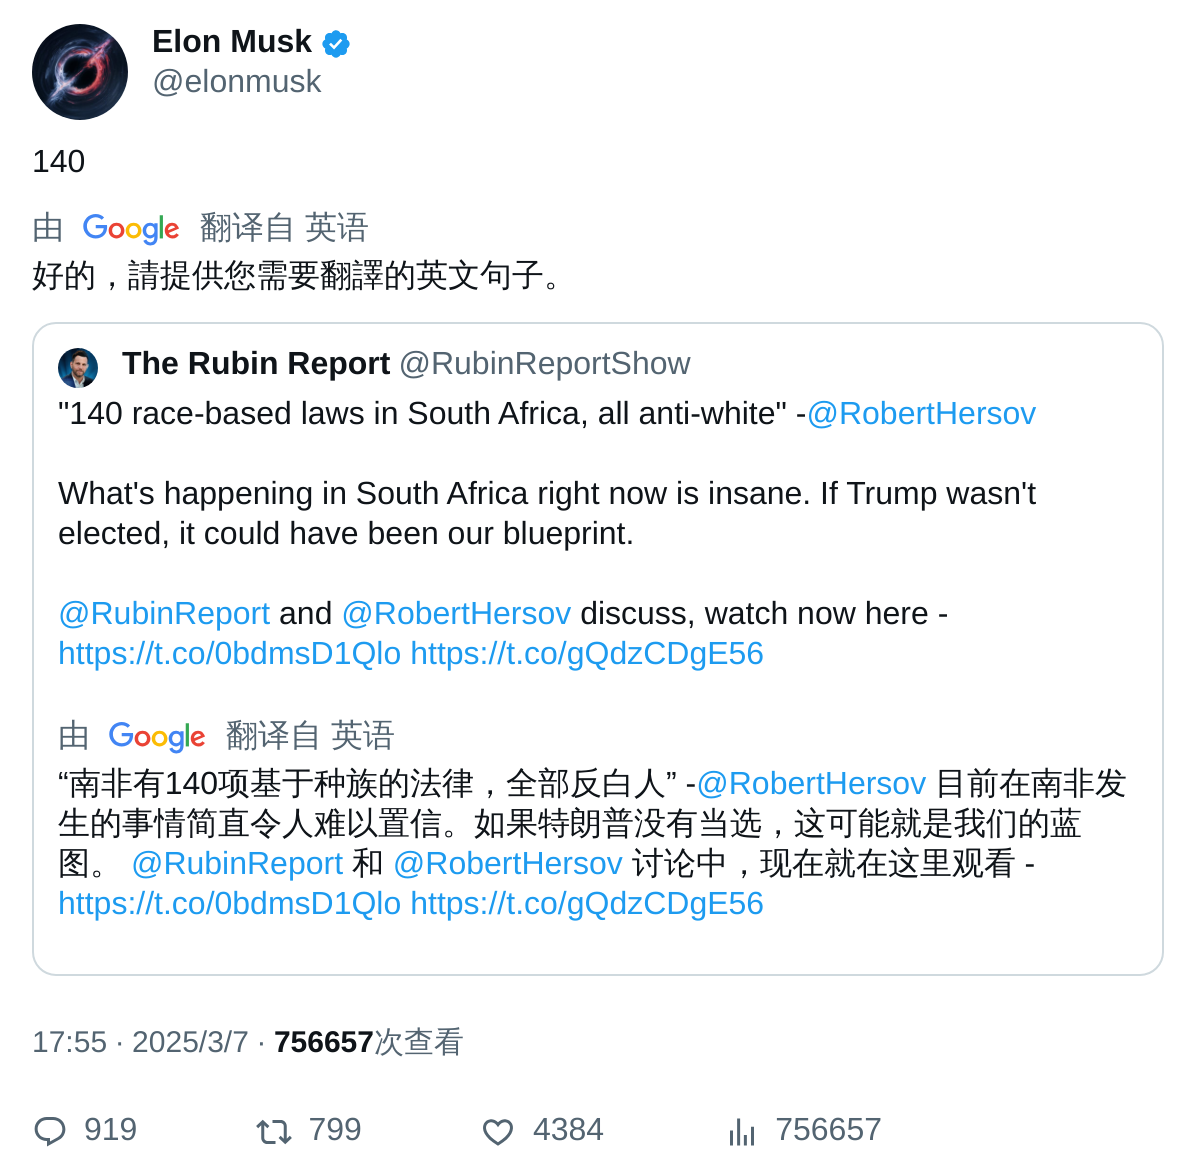 Elon Musk
@elonmusk
140
由 Google 翻译自 英语
好的，請提供您需要翻譯的英文句子。
The Rubin Report @RubinReportShow
"140 race-based laws in South Africa, all anti-white" -@RobertHersov
What's happening in South Africa right now is insane. If Trump wasn't
elected, it could have been our blueprint.
@RubinReport and @RobertHersov discuss, watch now here -
https://t.co/0bdmsD1Qlo https://t.co/gQdzCDgE56
由 Google 翻译自 英语
“南非有140项基于种族的法律，全部反白人” -@RobertHersov 目前在南非发
生的事情简直令人难以置信。如果特朗普没有当选，这可能就是我们的蓝
图。 @RubinReport 和 @RobertHersov 讨论中，现在就在这里观看 -
https://t.co/0bdmsD1Qlo https://t.co/gQdzCDgE56
17:55 · 2025/3/7 · 756657次查看
919 799 4384 756657